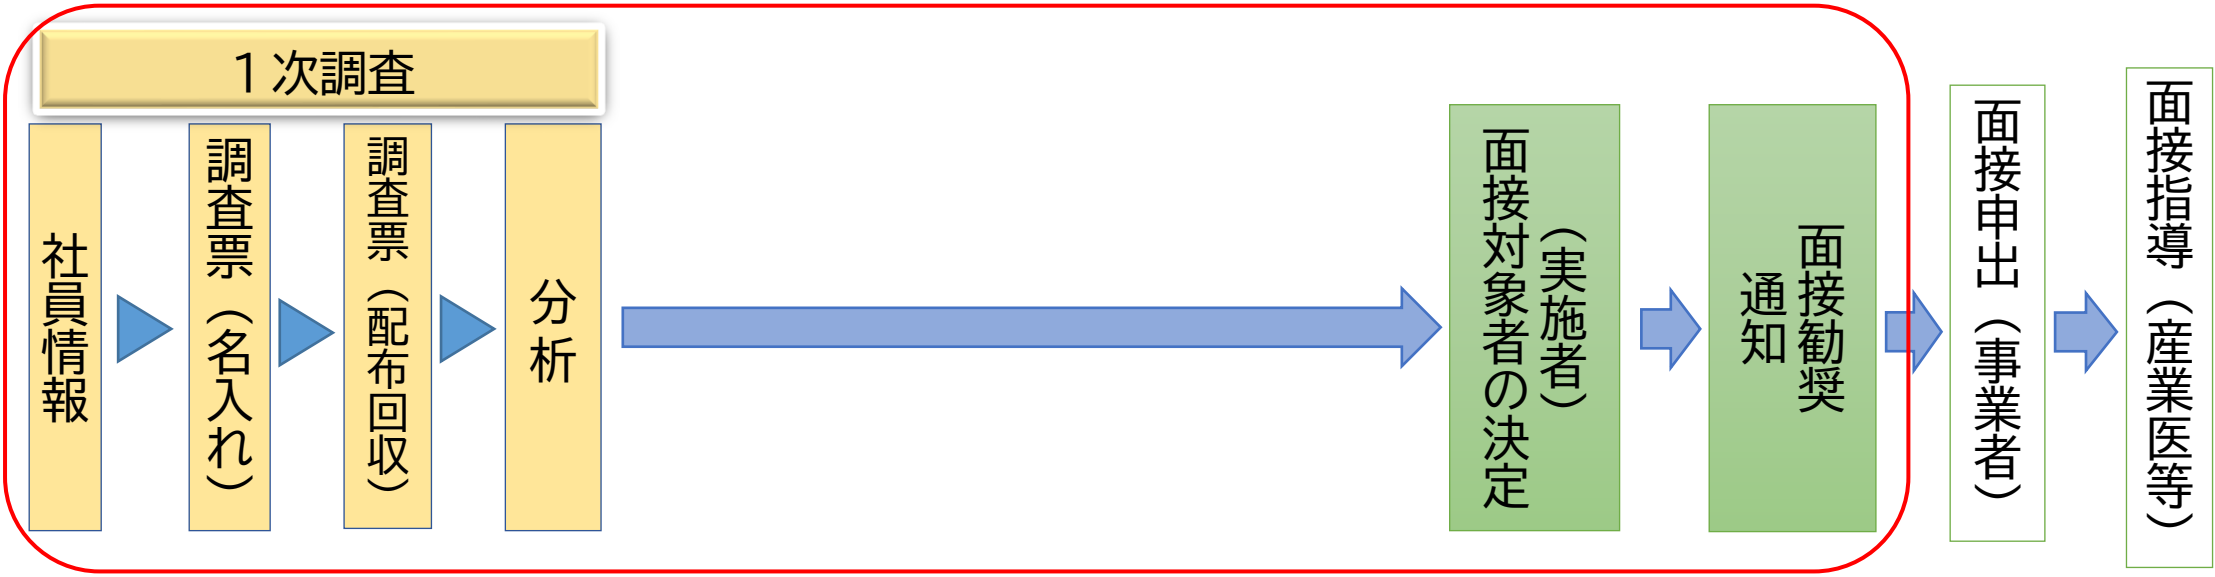 １次調査
社員情報
調査票（名入れ）
調査票（配布回収）
分析
（実施者）
面接対象者の決定
面接勧奨
通知
面接申出（事業者）
面接指導（産業医等）